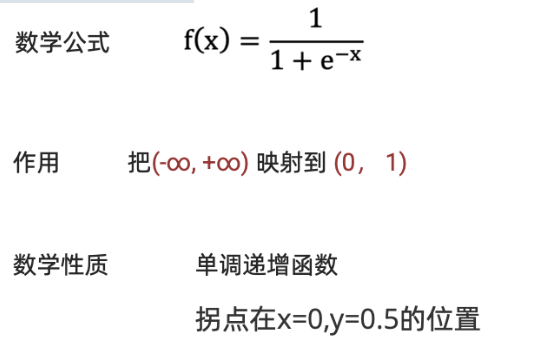 数学公式 f(x) = 1 / (1 + e^−x)
作用 把(-∞, +∞) 映射到 (0, 1)
数学性质 单调递增函数
拐点在x=0,y=0.5的位置